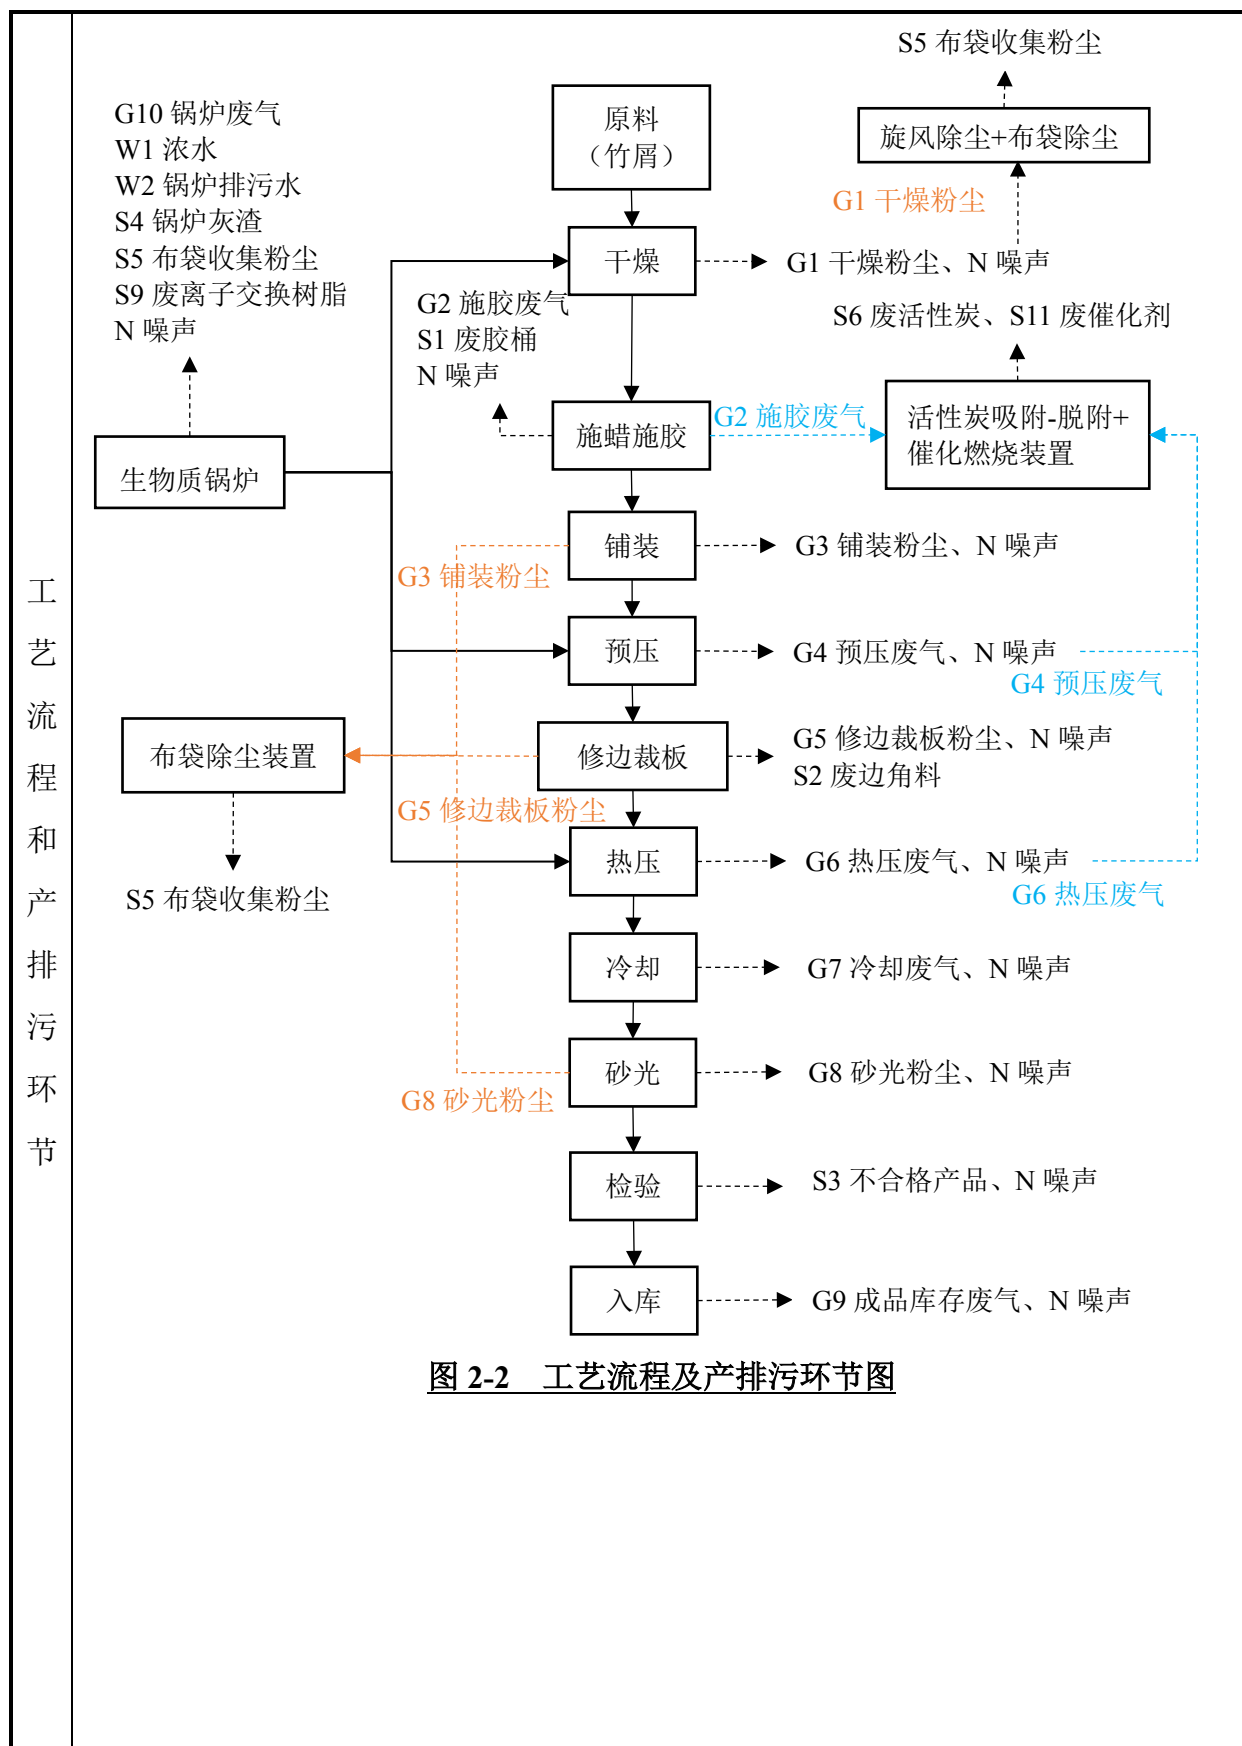 工艺流程和产排污环节
S5 布袋收集粉尘
旋风除尘+布袋除尘
G1 干燥粉尘
G10 锅炉废气
W1 浓水
W2 锅炉排污水
S4 锅炉灰渣
S5 布袋收集粉尘
S9 废离子交换树脂
N 噪声
原料
（竹屑）
干燥
G1 干燥粉尘、N 噪声
G2 施胶废气
S1 废胶桶
N 噪声
S6 废活性炭、S11 废催化剂
生物质锅炉
施蜡施胶
G2 施胶废气
活性炭吸附-脱附+
催化燃烧装置
铺装
G3 铺装粉尘、N 噪声
G3 铺装粉尘
预压
G4 预压废气、N 噪声
G4 预压废气
布袋除尘装置
修边裁板
G5 修边裁板粉尘、N 噪声
S2 废边角料
G5 修边裁板粉尘
热压
G6 热压废气、N 噪声
G6 热压废气
S5 布袋收集粉尘
冷却
G7 冷却废气、N 噪声
砂光
G8 砂光粉尘、N 噪声
G8 砂光粉尘
检验
S3 不合格产品、N 噪声
入库
G9 成品库存废气、N 噪声
图 2-2 工艺流程及产排污环节图